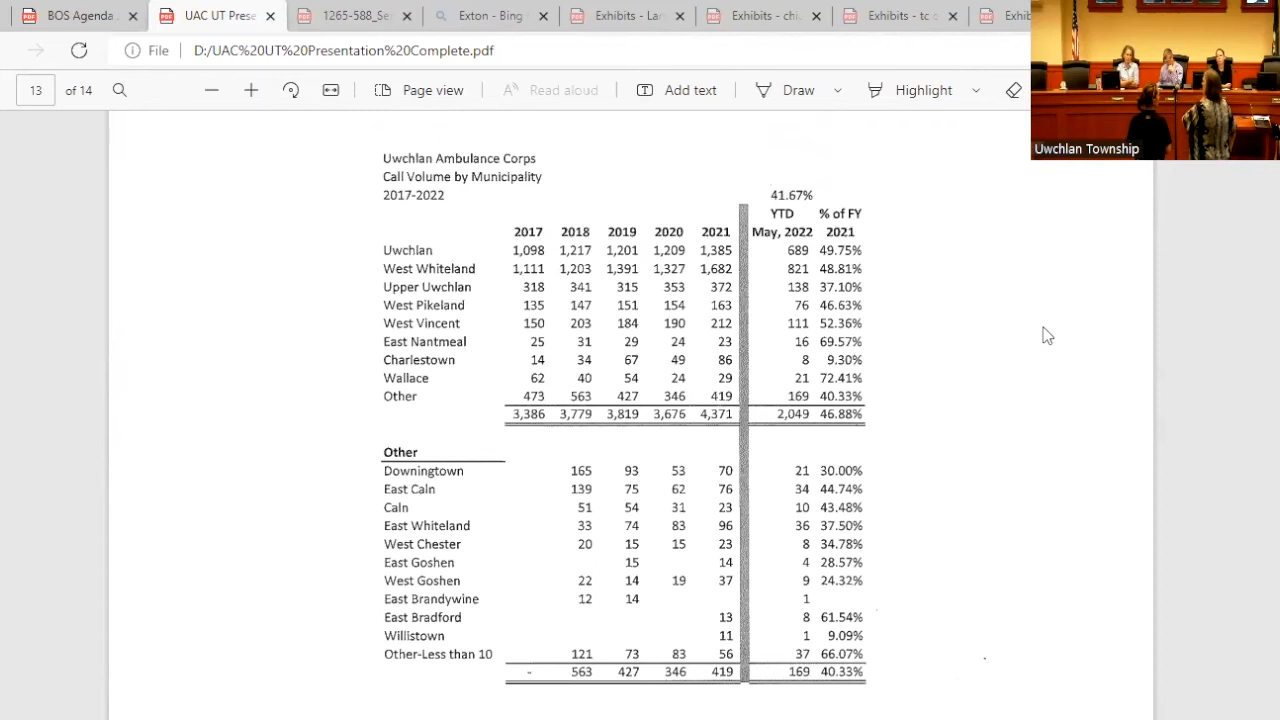 BOS Agenda
UAC UT Prese
1265-588 Se
Exton - Bing
Exhibits - La
Exhibits - chi
Exhibits - tc c
Exhib
File
D:/UAC%20UT%20Presentation%20Complete.pdf
13 of 14
Page view
Read aloud
Add text
Draw
Highlight
Uwchlan Township
Uwchlan Ambulance Corps
Call Volume by Municipality
2017-2022 41.67%
YTD % of FY
2017 2018 2019 2020 2021 May, 2022 2021
Uwchlan 1,098 1,217 1,201 1,209 1,385 689 49.75%
West Whiteland 1,111 1,203 1,391 1,327 1,682 821 48.81%
Upper Uwchlan 318 341 315 353 372 138 37.10%
West Pikeland 135 147 151 154 163 76 46.63%
West Vincent 150 203 184 190 212 111 52.36%
East Nantmeal 25 31 29 24 23 16 69.57%
Charlestown 14 34 67 49 86 8 9.30%
Wallace 62 40 54 24 29 21 72.41%
Other 473 563 427 346 419 169 40.33%
3,386 3,779 3,819 3,676 4,371 2,049 46.88%
Other
Downingtown 165 93 53 70 21 30.00%
East Caln 139 75 62 76 34 44.74%
Caln 51 54 31 23 10 43.48%
East Whiteland 33 74 83 96 36 37.50%
West Chester 20 15 15 23 8 34.78%
East Goshen 15 14 4 28.57%
West Goshen 22 14 19 37 9 24.32%
East Brandywine 12 14 1
East Bradford 13 8 61.54%
Willistown 11 1 9.09%
Other-Less than 10 121 73 83 56 37 66.07%
- 563 427 346 419 169 40.33%